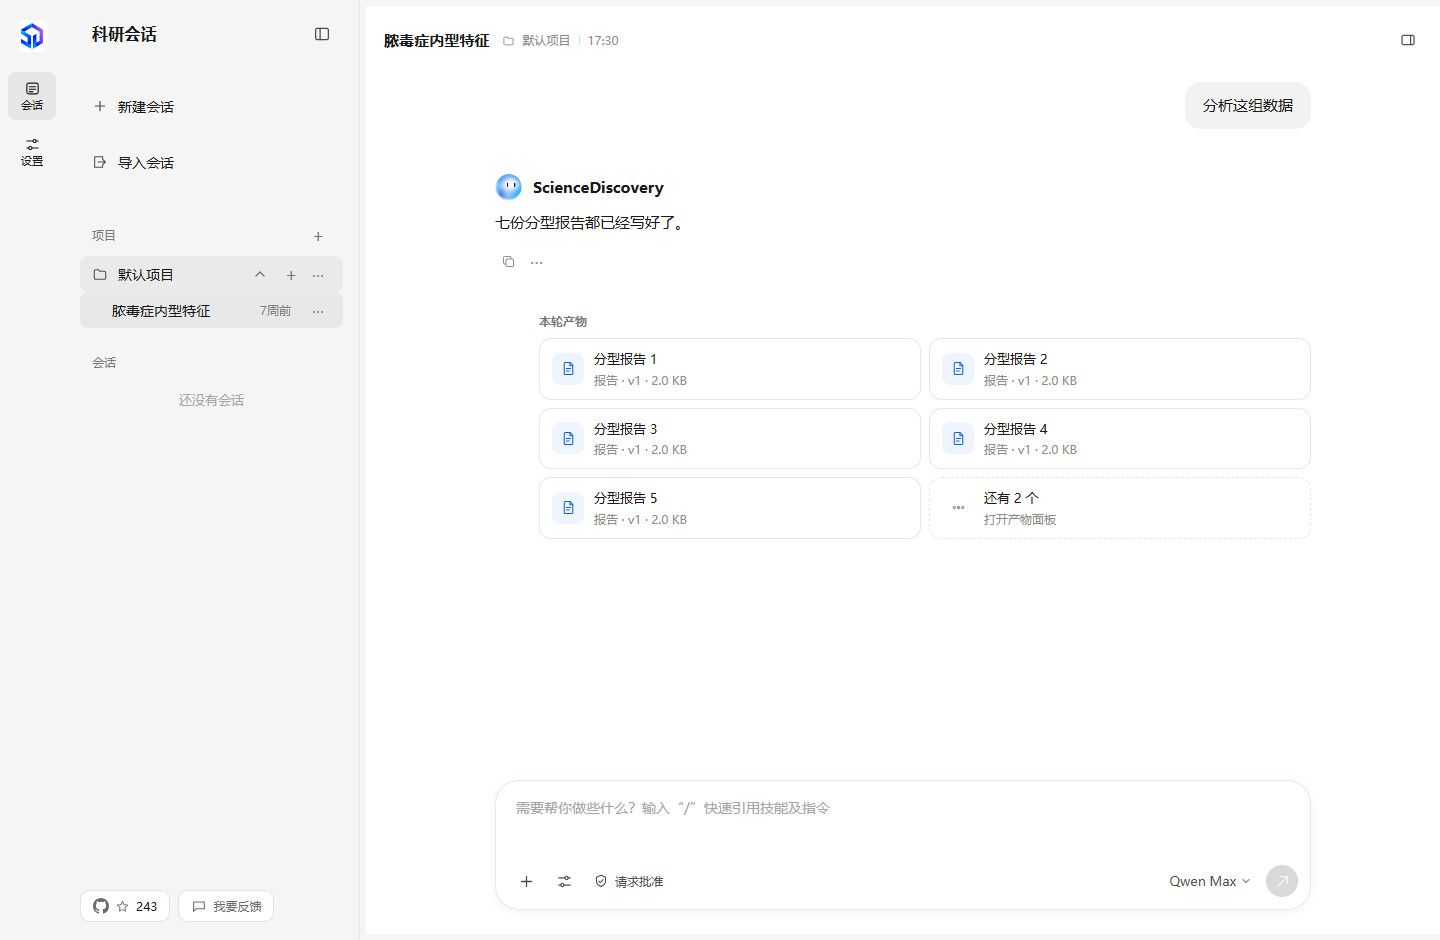 科研会话
会话
设置
新建会话
导入会话
项目
默认项目
脓毒症内型特征 7周前
会话
还没有会话
243
我要反馈
脓毒症内型特征 默认项目 17:30
分析这组数据
ScienceDiscovery
七份分型报告都已经写好了。
本轮产物
分型报告 1
报告 · v1 · 2.0 KB
分型报告 2
报告 · v1 · 2.0 KB
分型报告 3
报告 · v1 · 2.0 KB
分型报告 4
报告 · v1 · 2.0 KB
分型报告 5
报告 · v1 · 2.0 KB
还有 2 个
打开产物面板
需要帮你做些什么？输入“/”快速引用技能及指令
请求批准
Qwen Max